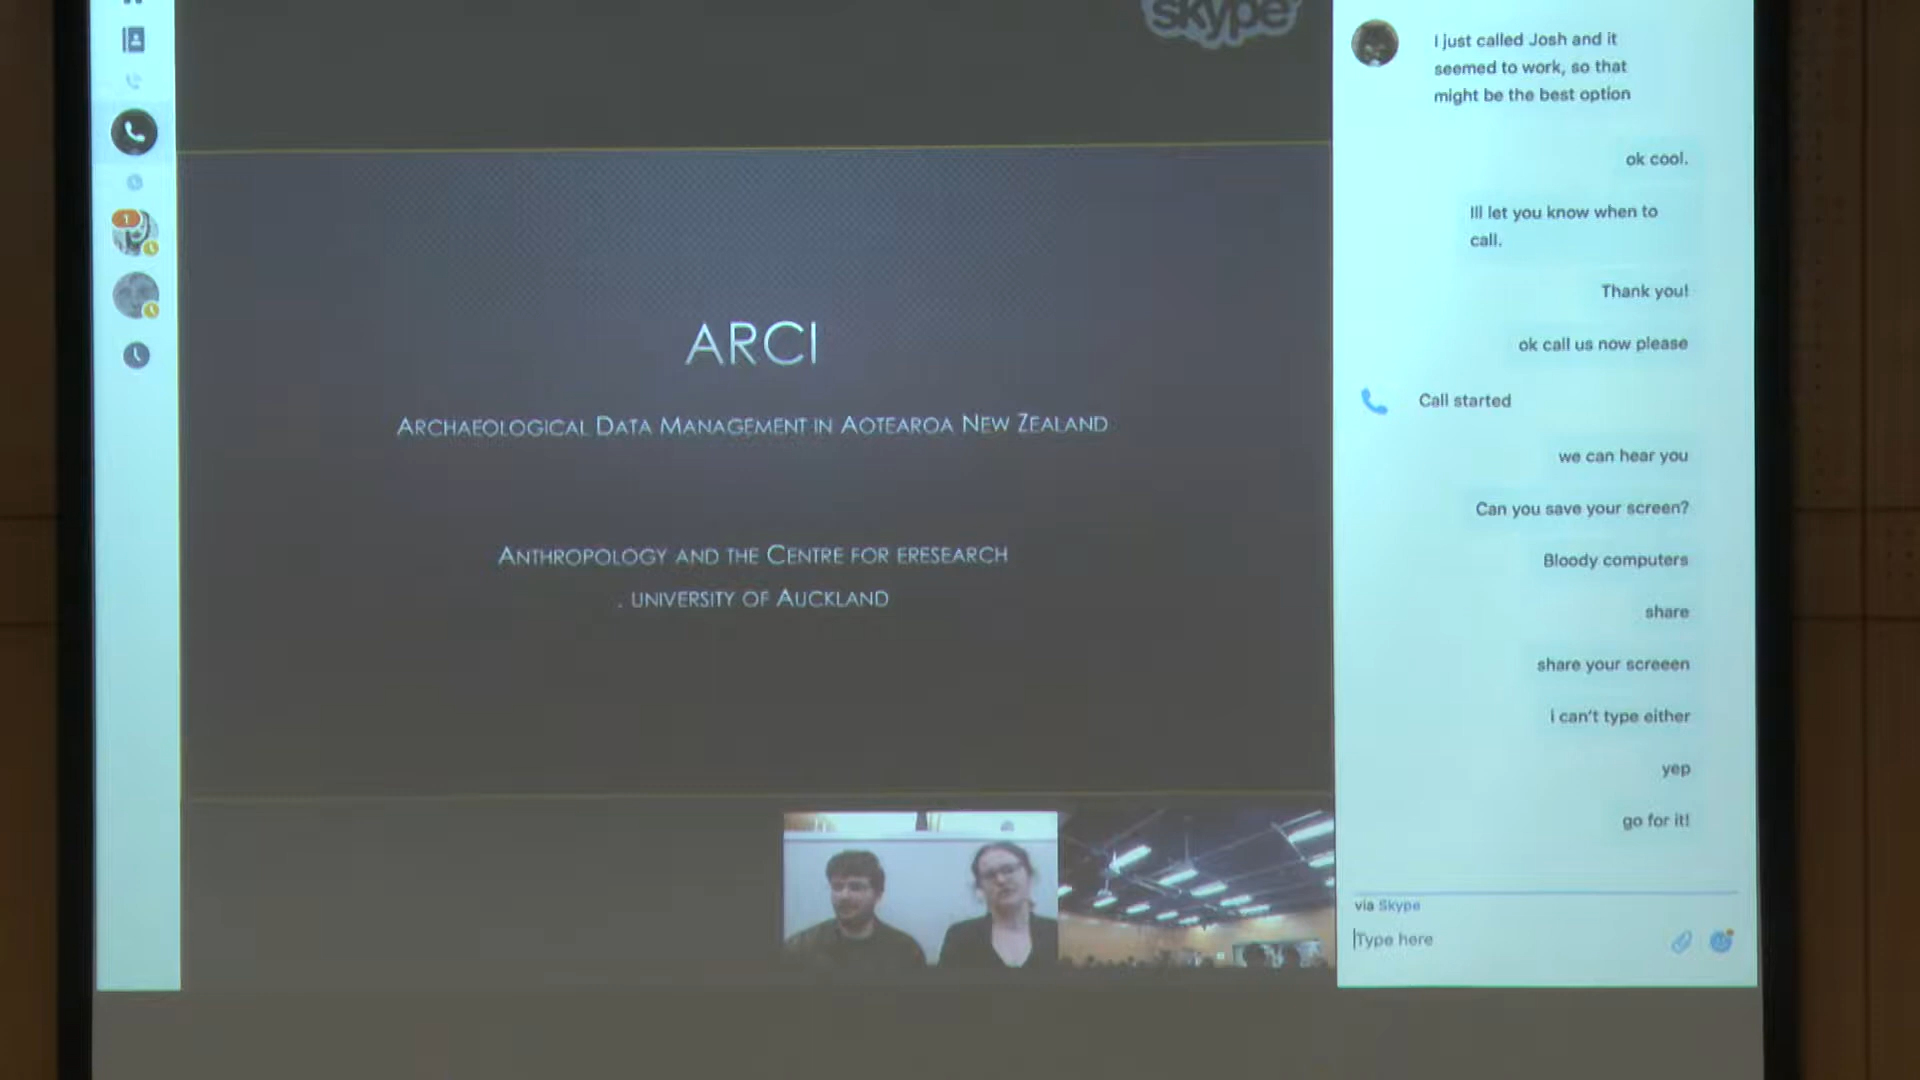 skype
1
ARCI
ARCHAEOLOGICAL DATA MANAGEMENT IN AOTEAROA NEW ZEALAND
ANTHROPOLOGY AND THE CENTRE FOR ERESEARCH
. UNIVERSITY OF AUCKLAND
I just called Josh and it
seemed to work, so that
might be the best option
ok cool.
Ill let you know when to
call.
Thank you!
ok call us now please
Call started
we can hear you
Can you save your screen?
Bloody computers
share
share your screeen
i can't type either
yep
go for it!
via Skype
Type here